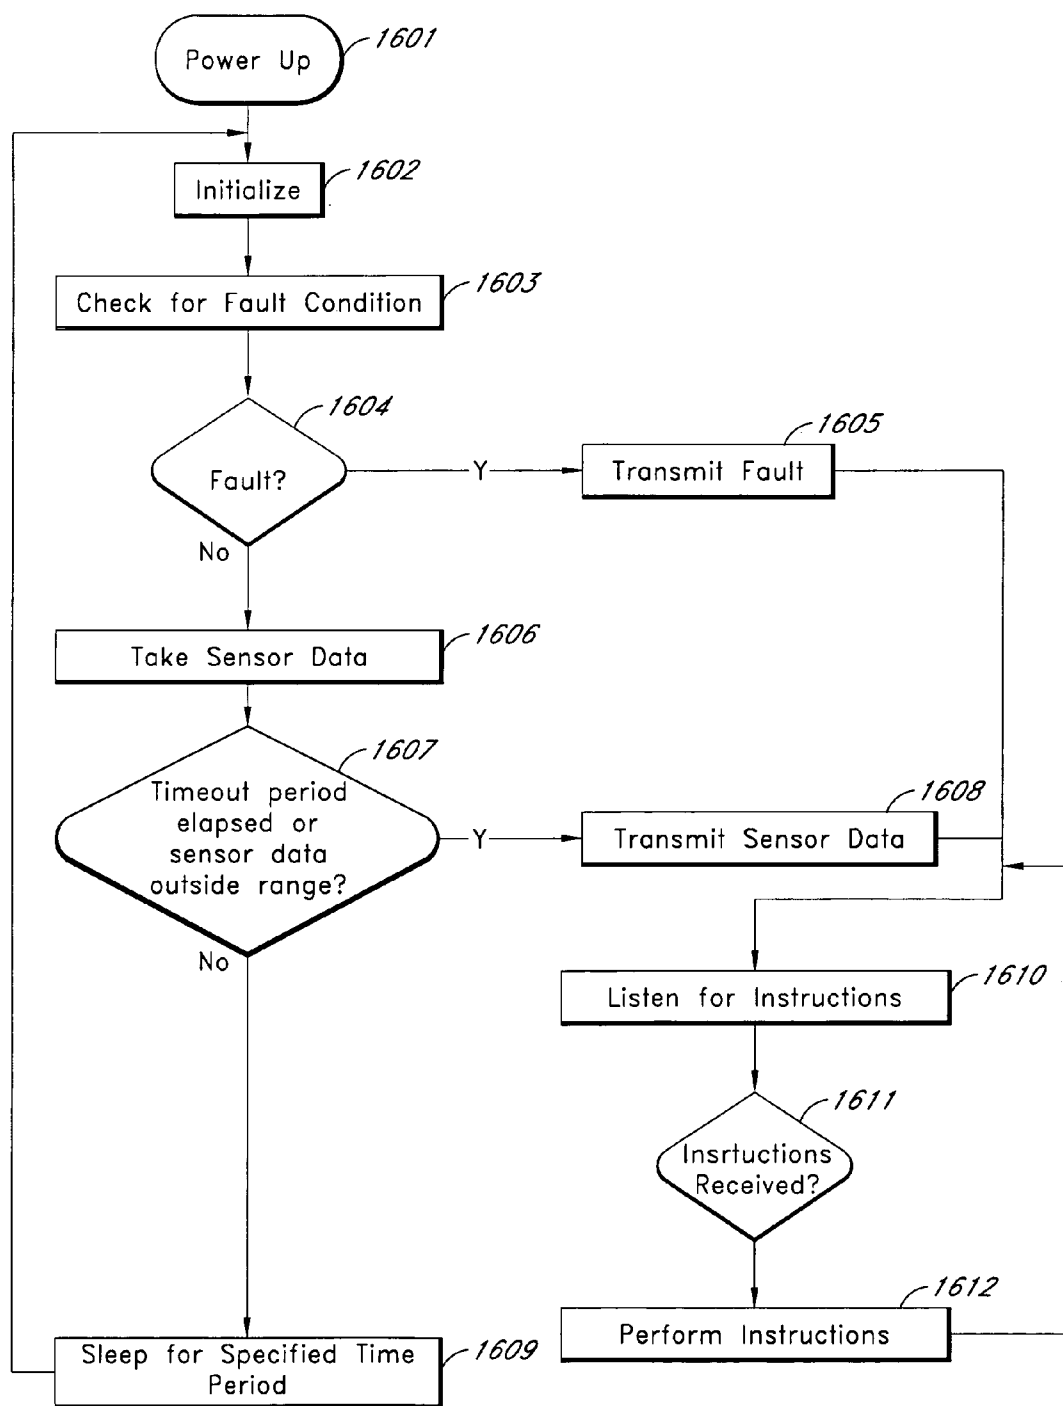 Power Up
1601
Initialize
1602
Check for Fault Condition
1603
Fault?
1604
Y
Transmit Fault
1605
No
Take Sensor Data
1606
Timeout period
elapsed or
sensor data
outside range?
1607
Y
Transmit Sensor Data
1608
No
Listen for Instructions
1610
Insrtuctions
Received?
1611
Perform Instructions
1612
Sleep for Specified Time
Period
1609